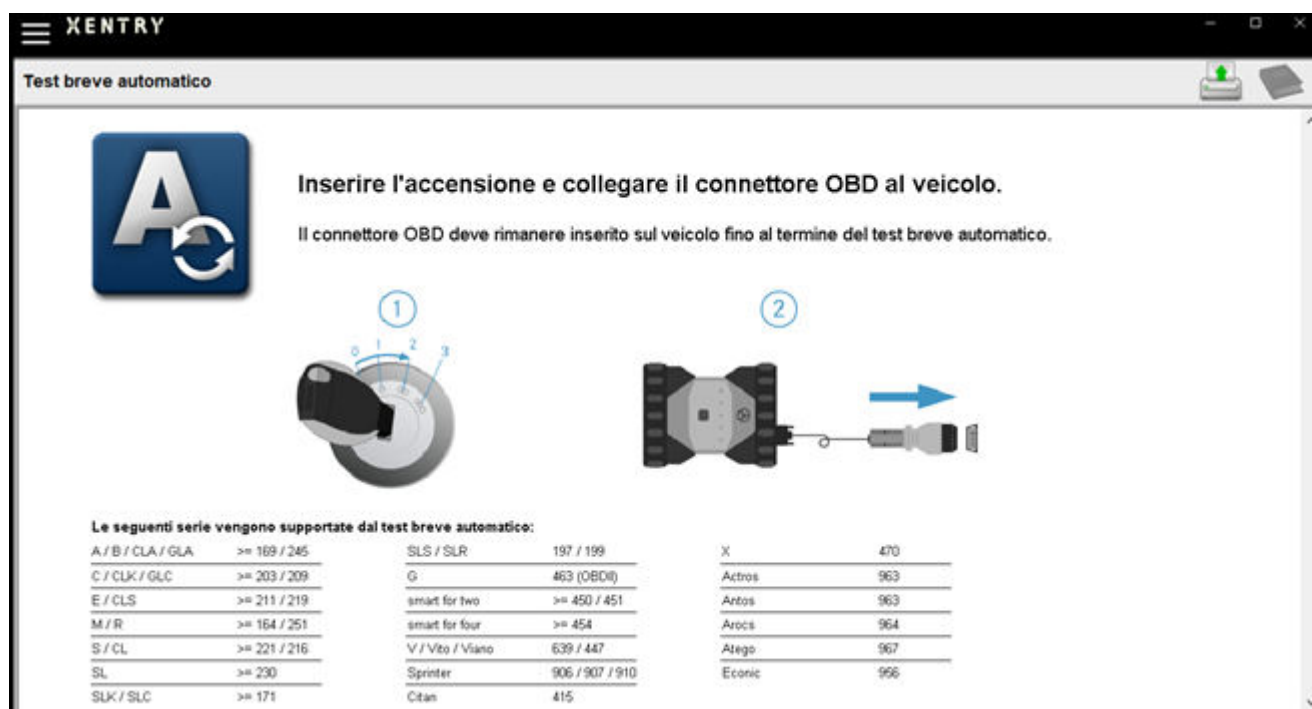 XENTRY
Test breve automatico
A
Inserire l'accensione e collegare il connettore OBD al veicolo.
Il connettore OBD deve rimanere inserito sul veicolo fino al termine del test breve automatico.
1 2
0 1 2 3
Le seguenti serie vengono supportate dal test breve automatico:
A / B / CLA / GLA >= 169 / 245 SLS / SLR 197 / 199 X 470
C / CLK / GLC >= 203 / 209 G 463 (OBDII) Actros 963
E / CLS >= 211 / 219 smart for two >= 450 / 451 Antos 963
M / R >= 164 / 251 smart for four >= 454 Arocs 964
S / CL >= 221 / 216 V / Vito / Viano 639 / 447 Atego 967
SL >= 230 Sprinter 906 / 907 / 910 Econic 956
SLK / SLC >= 171 Citan 415